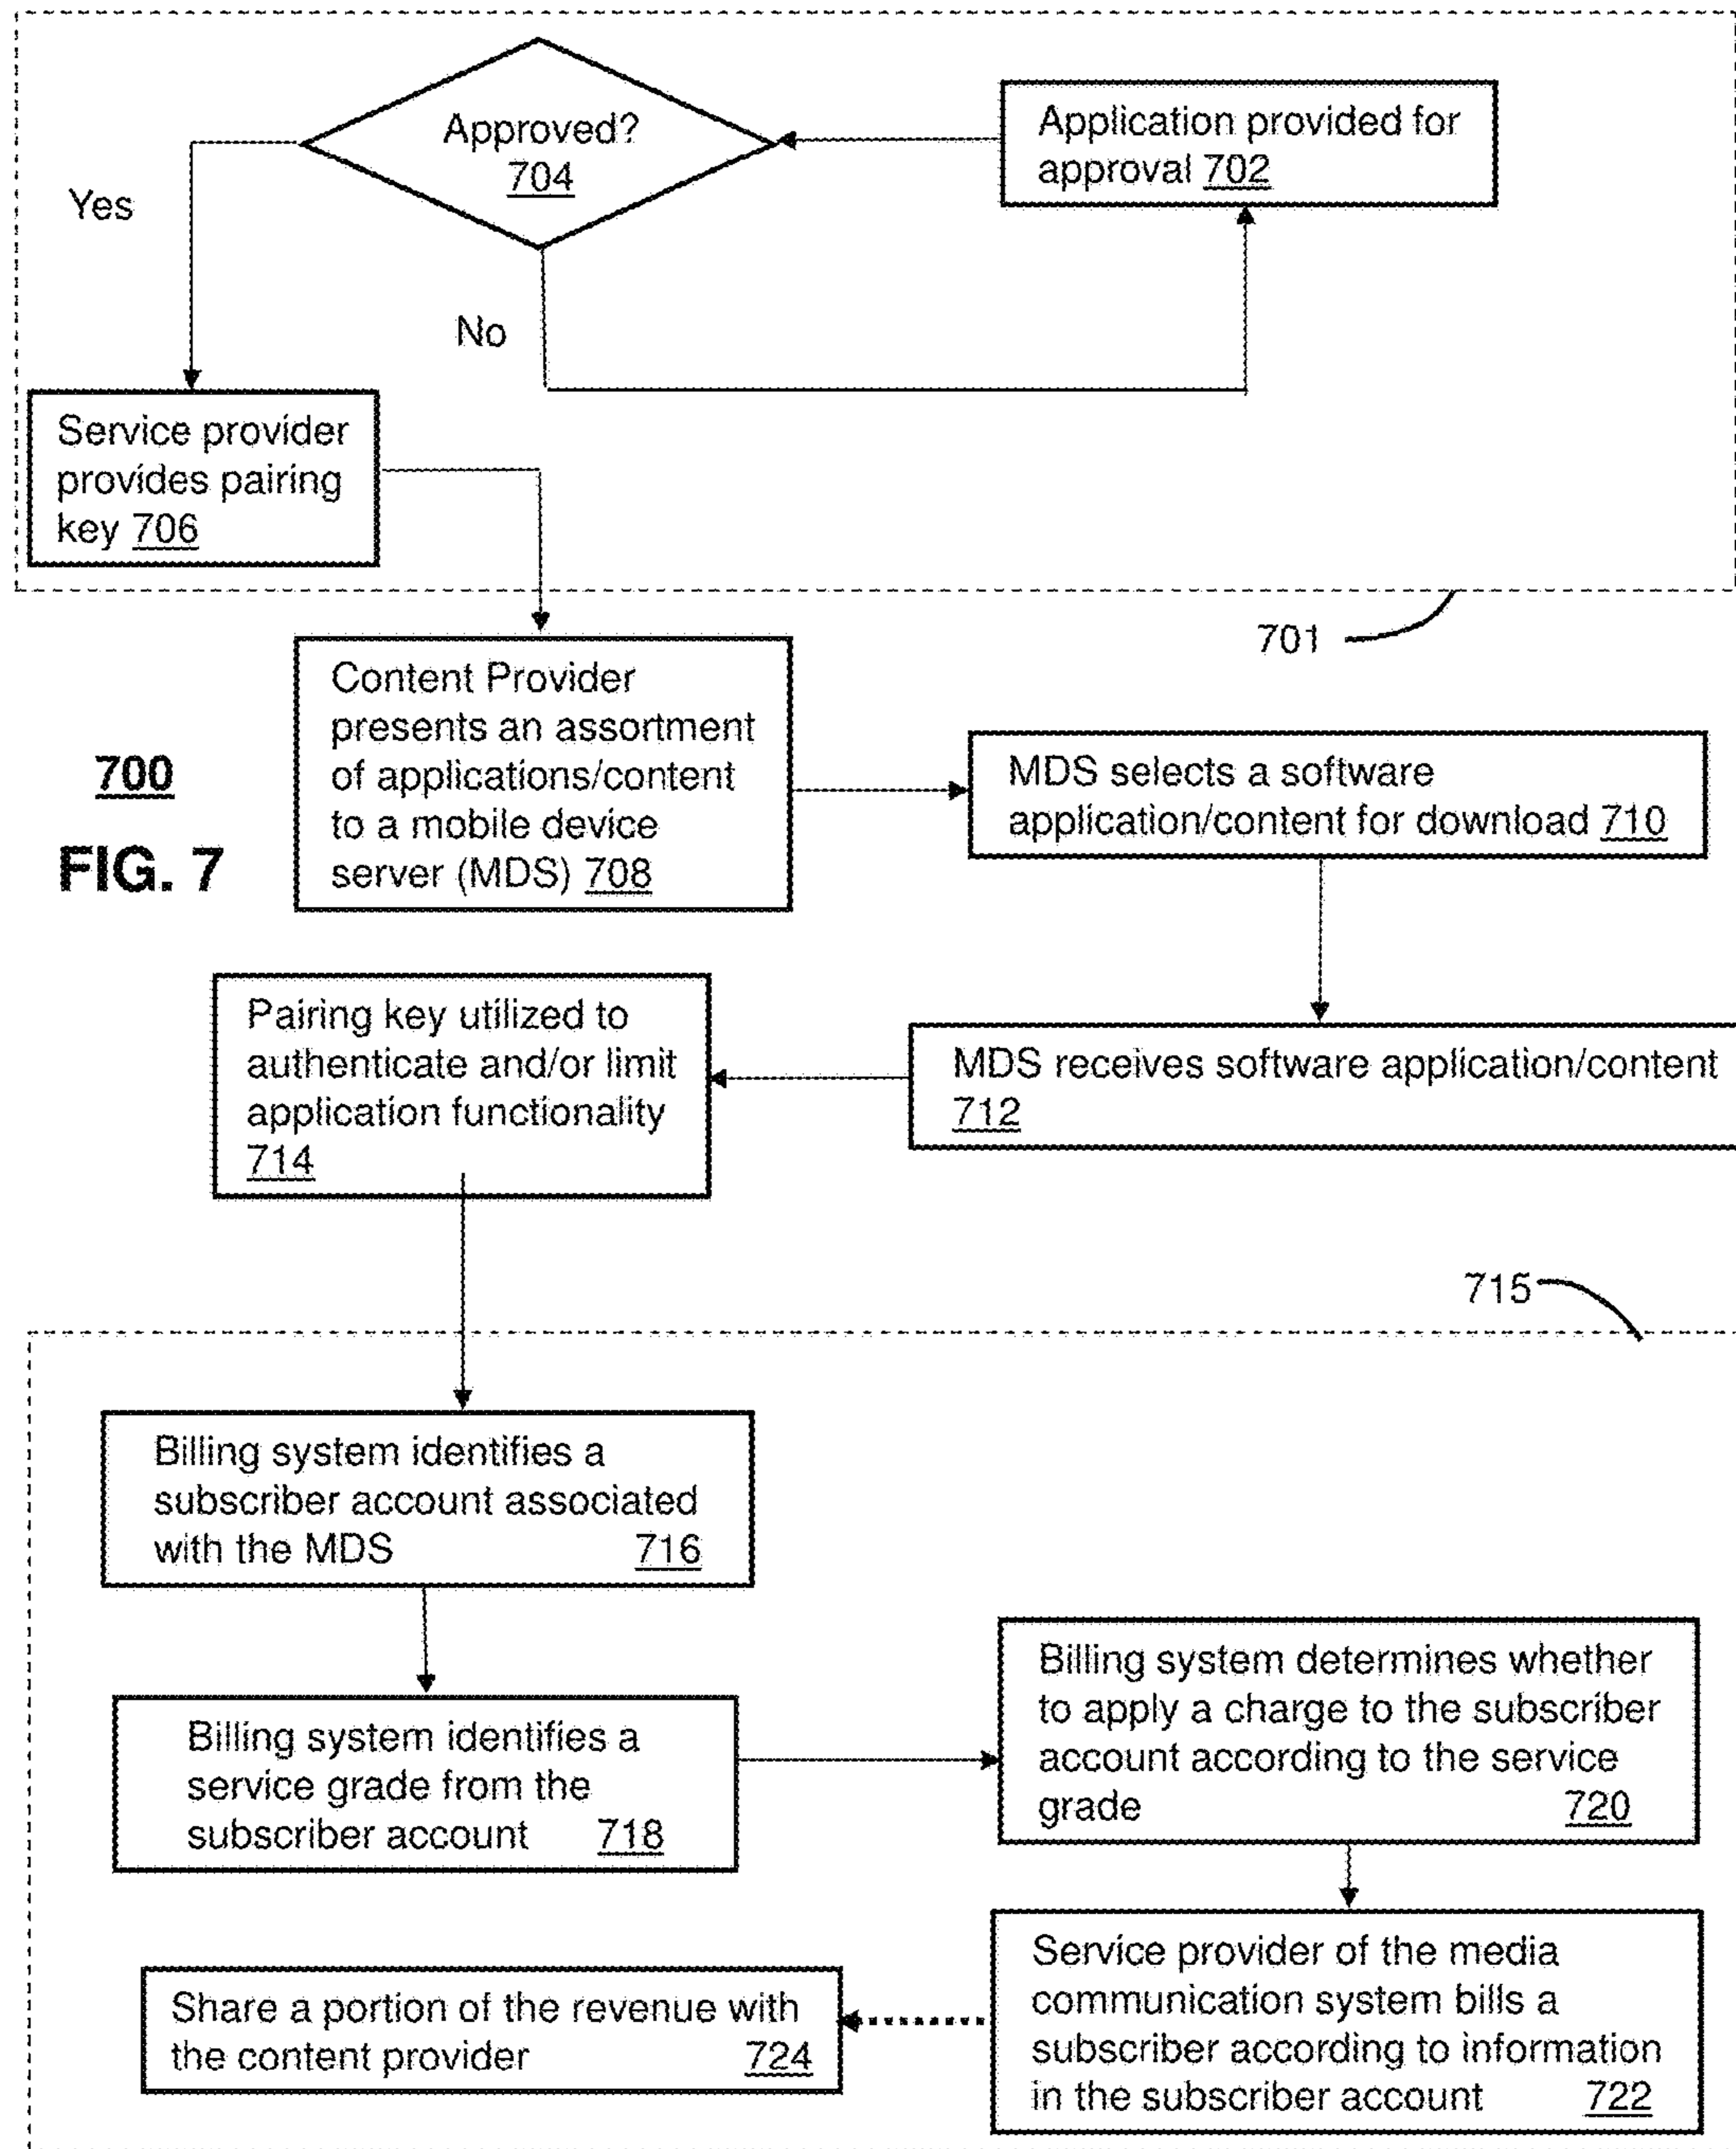 Approved?
704
Application provided for
approval 702
Yes
No
Service provider
provides pairing
key 706
701
Content Provider
presents an assortment
of applications/content
to a mobile device
server (MDS) 708
700
FIG. 7
MDS selects a software
application/content for download 710
MDS receives software application/content
712
Pairing key utilized to
authenticate and/or limit
application functionality
714
715
Billing system identifies a
subscriber account associated
with the MDS 716
Billing system identifies a
service grade from the
subscriber account 718
Billing system determines whether
to apply a charge to the subscriber
account according to the service
grade 720
Service provider of the media
communication system bills a
subscriber according to information
in the subscriber account 722
Share a portion of the revenue with
the content provider 724